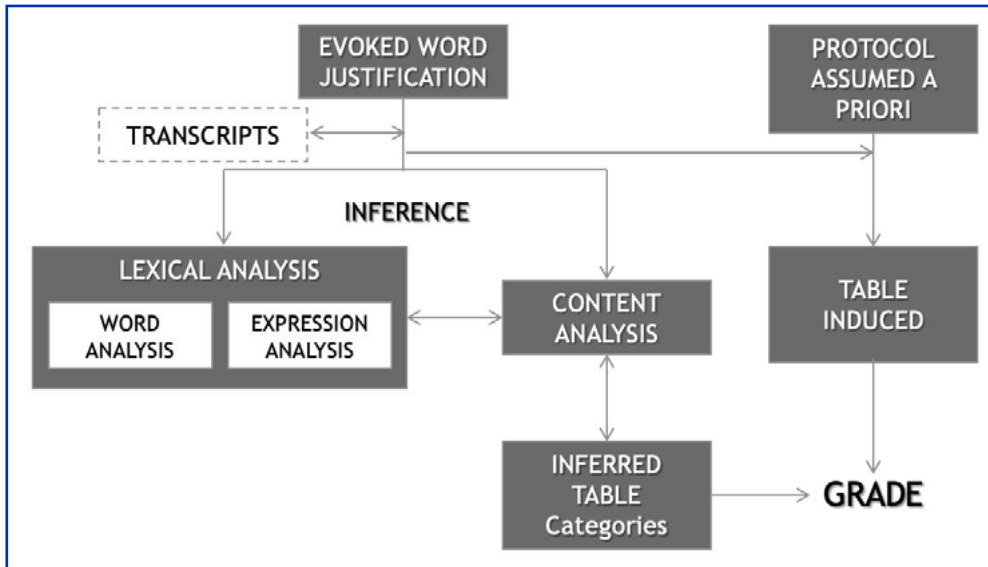 EVOKED WORD
JUSTIFICATION
PROTOCOL
ASSUMED A
PRIORI
TRANSCRIPTS
INFERENCE
LEXICAL ANALYSIS
WORD
ANALYSIS
EXPRESSION
ANALYSIS
CONTENT
ANALYSIS
TABLE
INDUCED
INFERRED
TABLE
Categories
GRADE